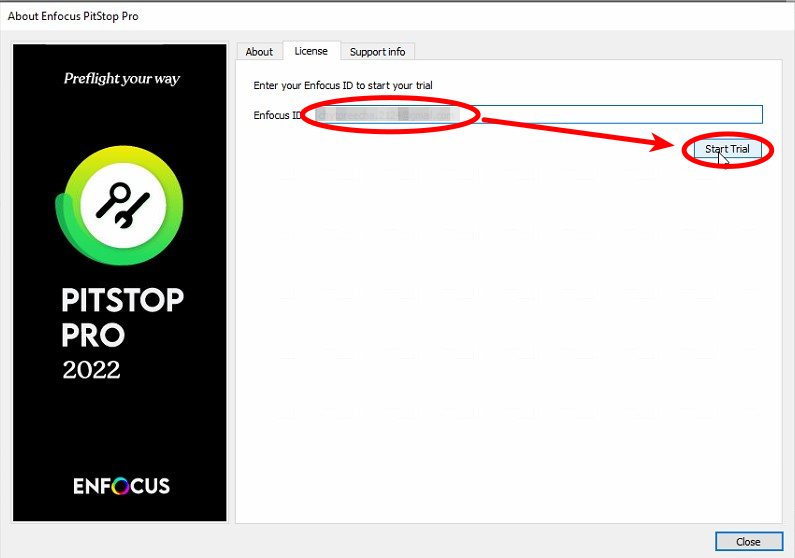 About Enfocus PitStop Pro
Preflight your way
PITSTOP
PRO
2022
ENFOCUS
About License Support info
Enter your Enfocus ID to start your trial
Enfocus ID
Start Trial
Close